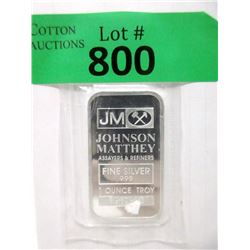 COTTON
AUCTIONS
Lot #
800
JM
JOHNSON
MATTHEY
ASSAYERS & REFINERS
FINE SILVER
999
1 OUNCE TROY